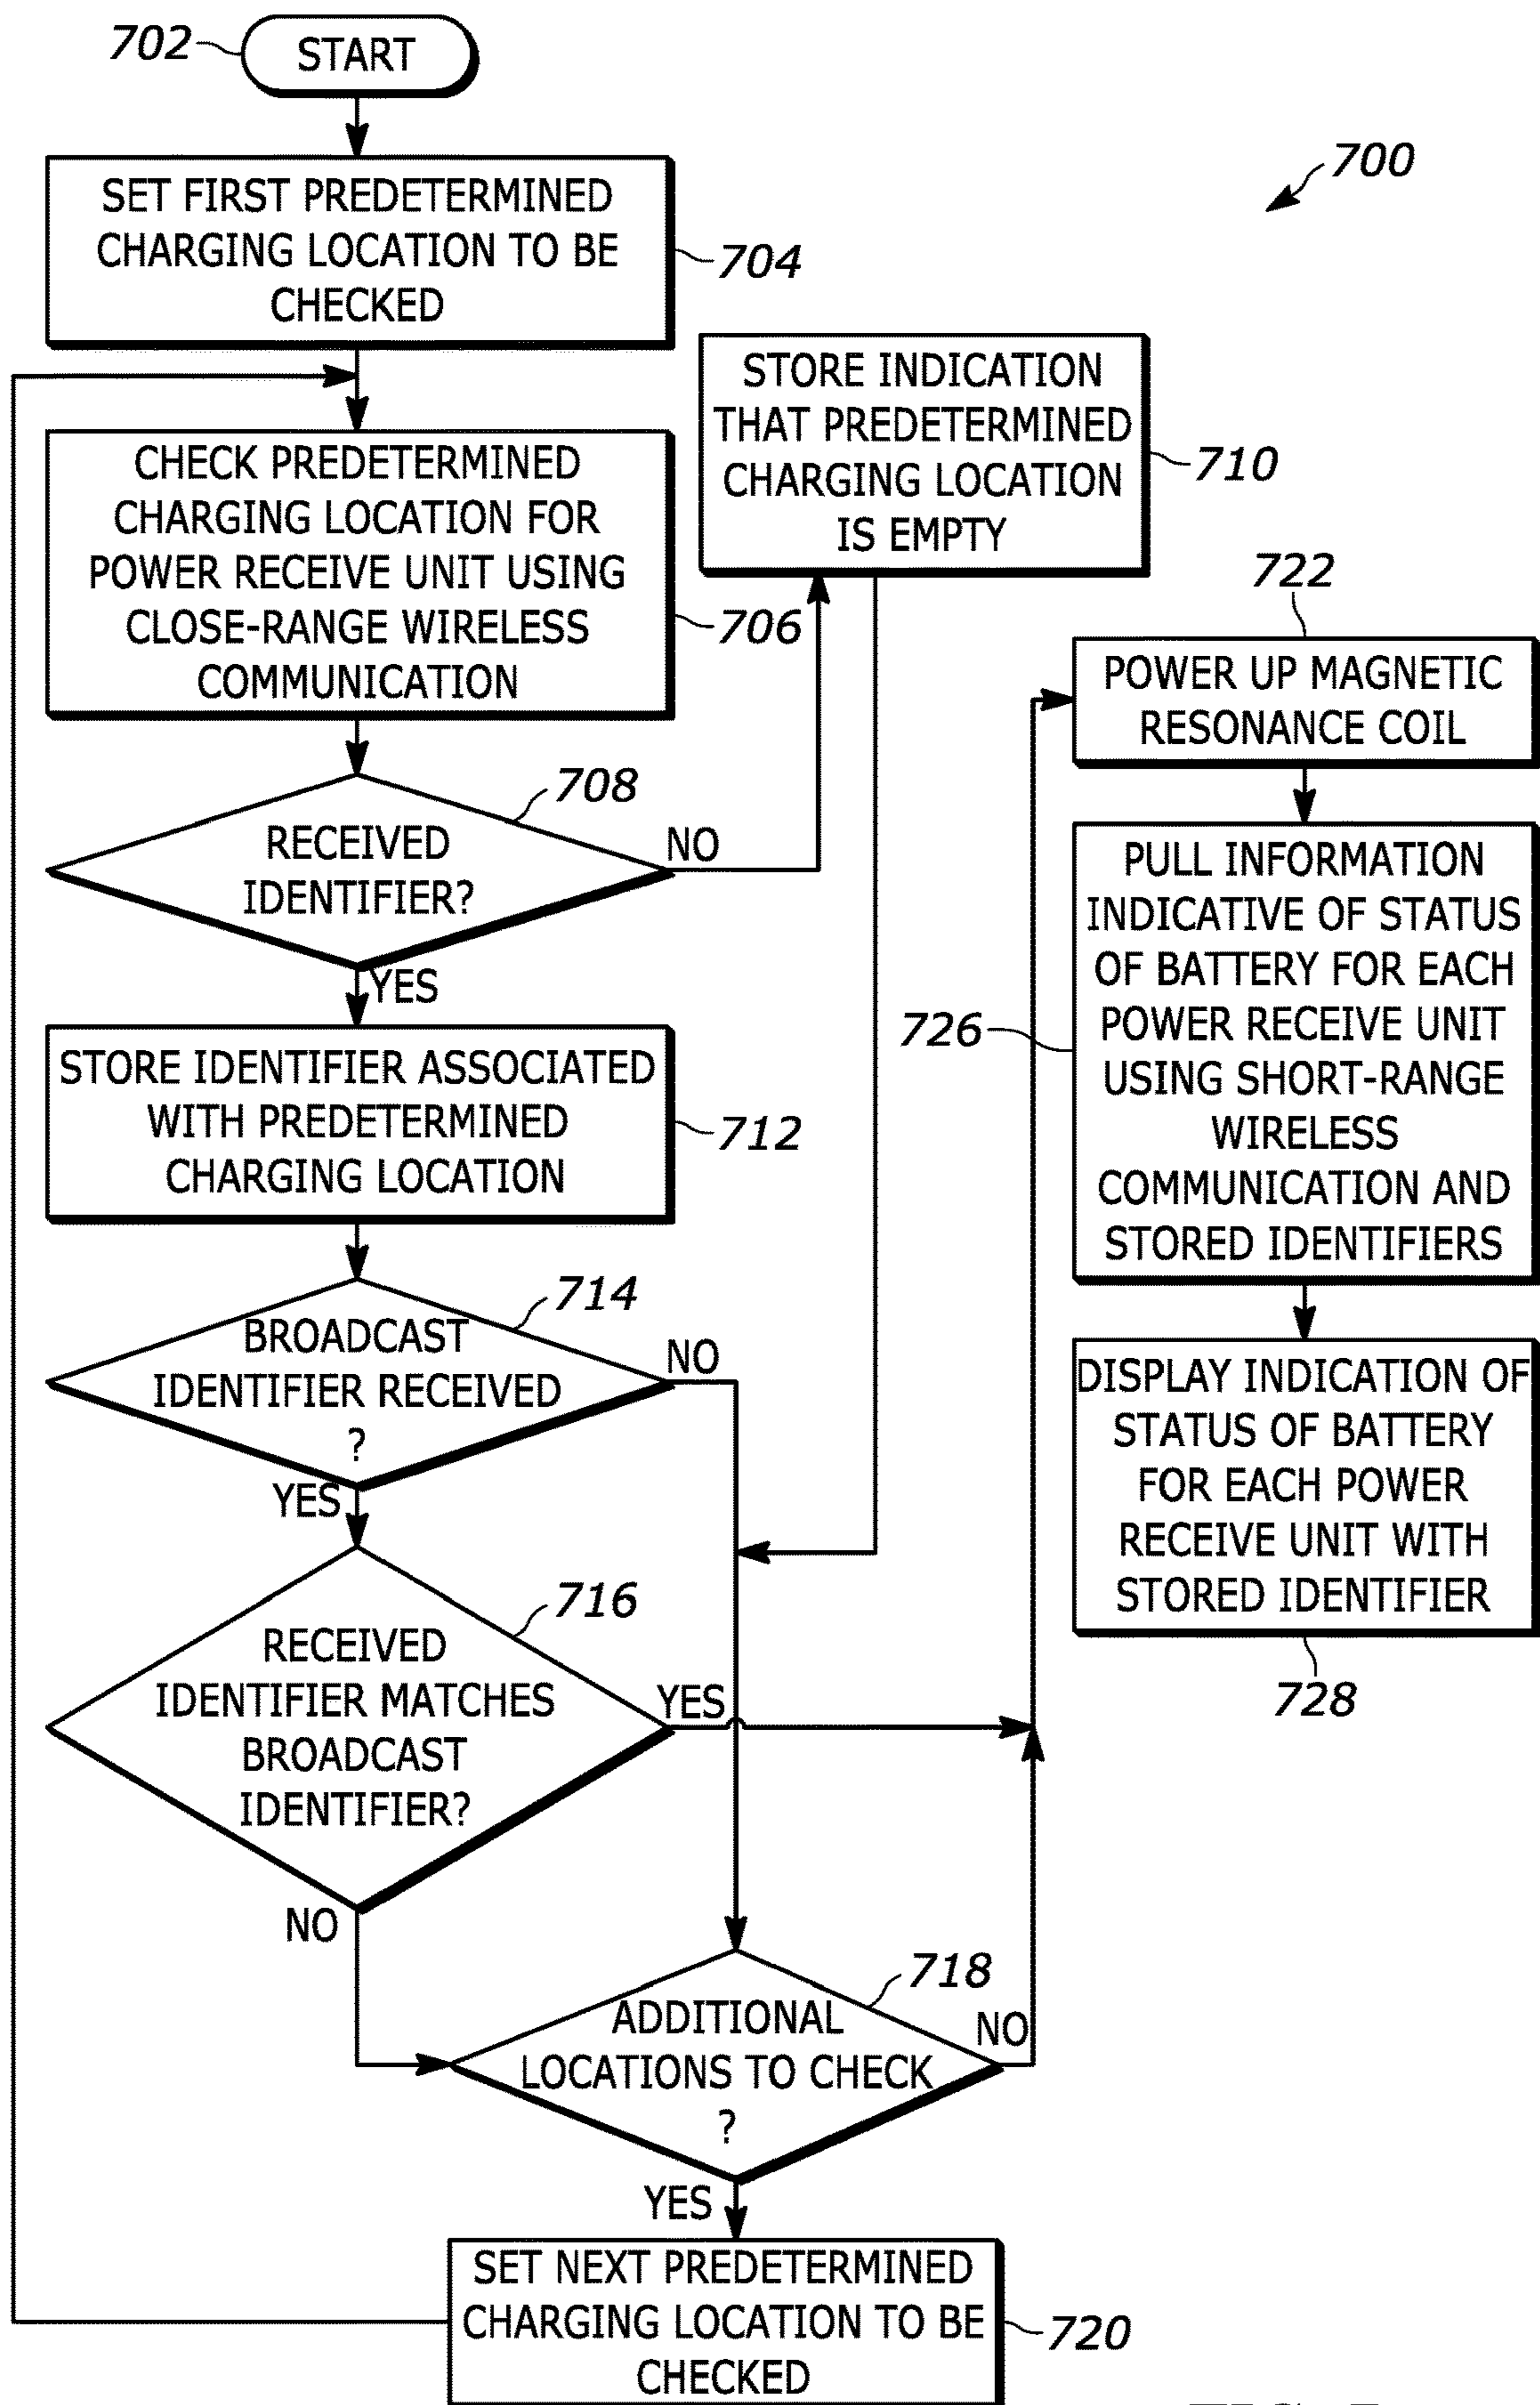 702
START
700
SET FIRST PREDETERMINED
CHARGING LOCATION TO BE
CHECKED
704
STORE INDICATION
THAT PREDETERMINED
CHARGING LOCATION
IS EMPTY
710
CHECK PREDETERMINED
CHARGING LOCATION FOR
POWER RECEIVE UNIT USING
CLOSE-RANGE WIRELESS
COMMUNICATION
706
708
RECEIVED
IDENTIFIER?
NO
YES
STORE IDENTIFIER ASSOCIATED
WITH PREDETERMINED
CHARGING LOCATION
712
714
BROADCAST
IDENTIFIER RECEIVED
?
NO
YES
716
RECEIVED
IDENTIFIER MATCHES
BROADCAST
IDENTIFIER?
YES
NO
718
ADDITIONAL
LOCATIONS TO CHECK
?
NO
YES
SET NEXT PREDETERMINED
CHARGING LOCATION TO BE
CHECKED
720
722
POWER UP MAGNETIC
RESONANCE COIL
PULL INFORMATION
INDICATIVE OF STATUS
OF BATTERY FOR EACH
POWER RECEIVE UNIT
USING SHORT-RANGE
WIRELESS
COMMUNICATION AND
STORED IDENTIFIERS
726
DISPLAY INDICATION OF
STATUS OF BATTERY
FOR EACH POWER
RECEIVE UNIT WITH
STORED IDENTIFIER
728